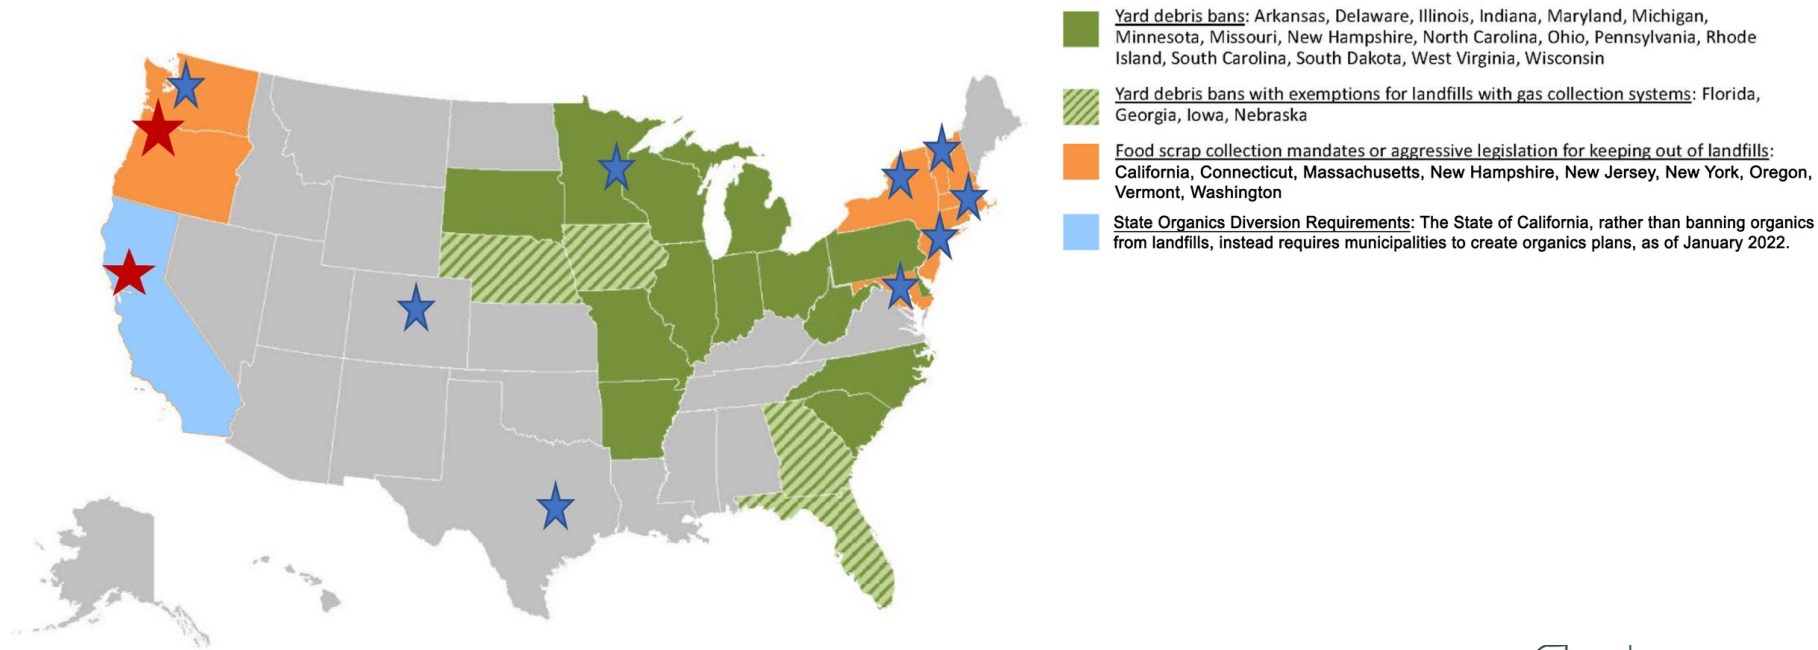 Yard debris bans: Arkansas, Delaware, Illinois, Indiana, Maryland, Michigan,
Minnesota, Missouri, New Hampshire, North Carolina, Ohio, Pennsylvania, Rhode
Island, South Carolina, South Dakota, West Virginia, Wisconsin
Yard debris bans with exemptions for landfills with gas collection systems: Florida,
Georgia, Iowa, Nebraska
Food scrap collection mandates or aggressive legislation for keeping out of landfills:
California, Connecticut, Massachusetts, New Hampshire, New Jersey, New York, Oregon,
Vermont, Washington
State Organics Diversion Requirements: The State of California, rather than banning organics
from landfills, instead requires municipalities to create organics plans, as of January 2022.